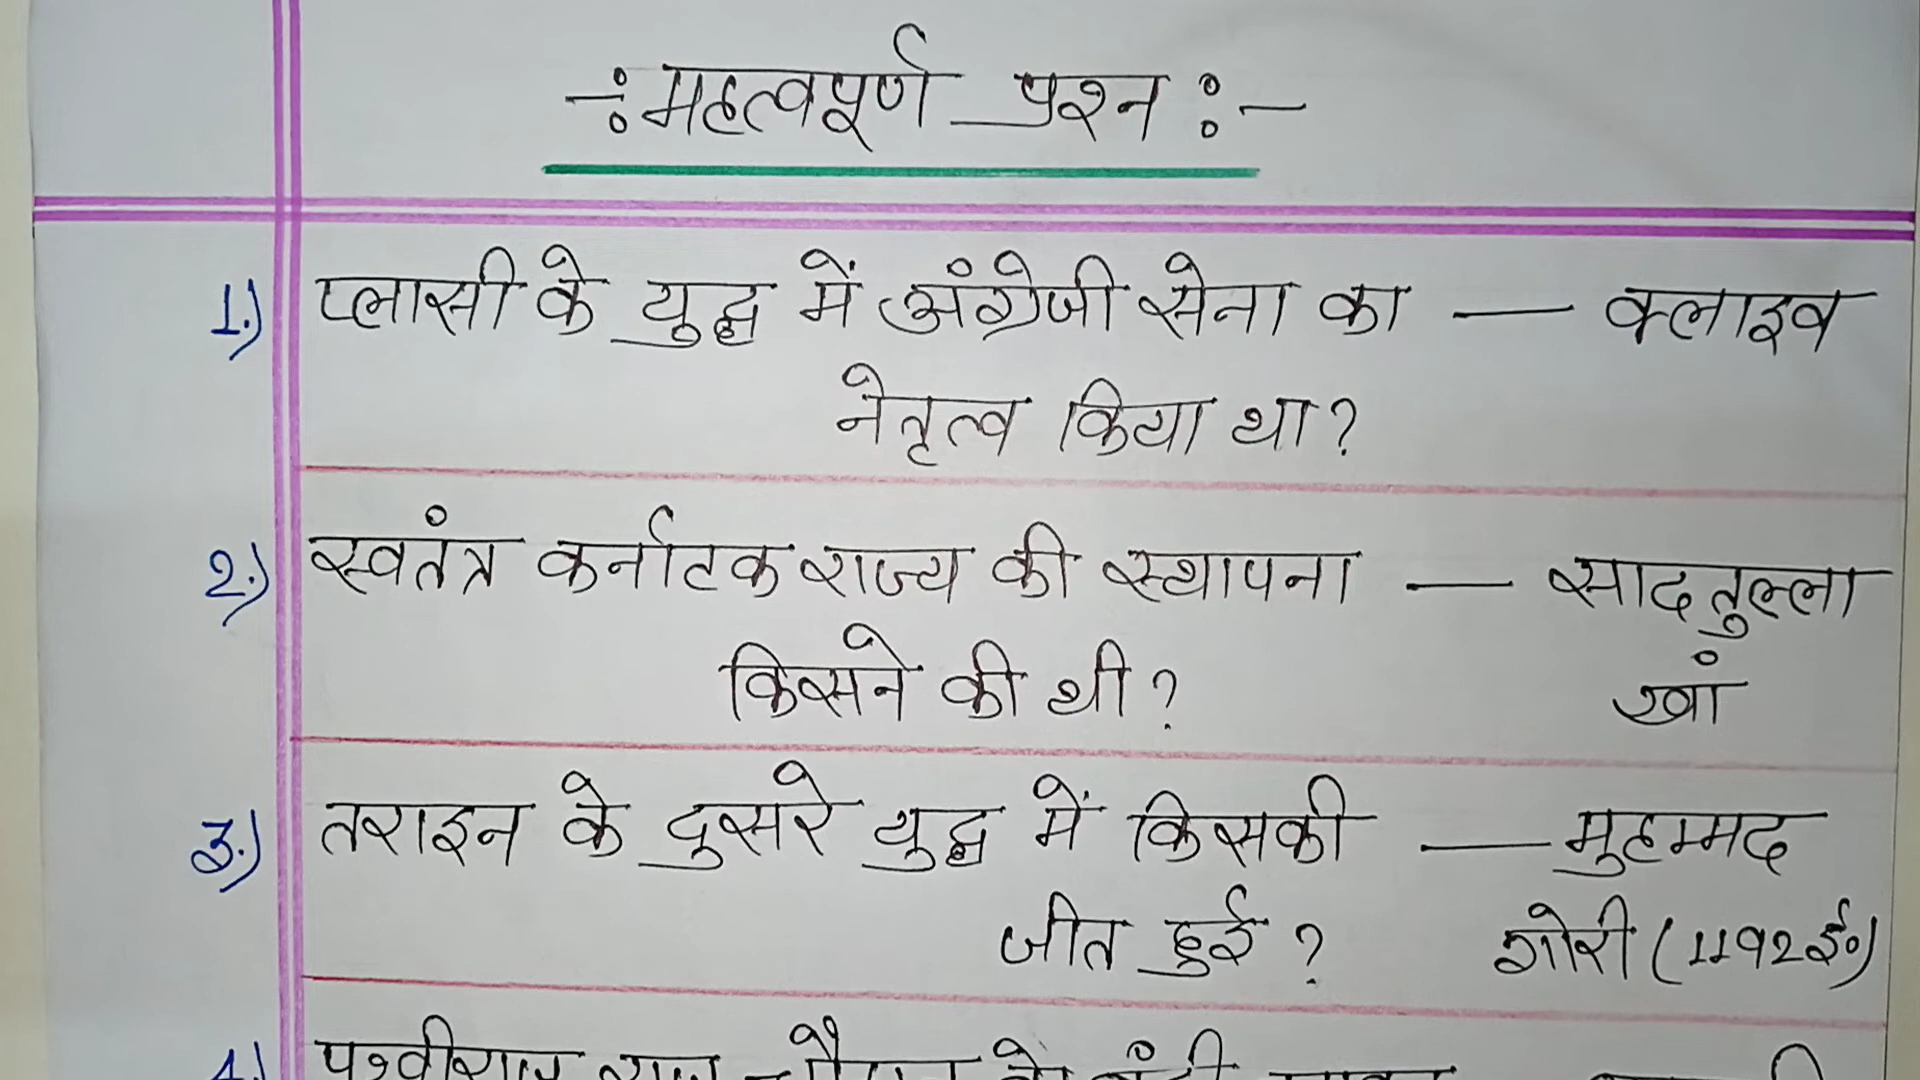 -:महत्वपूर्ण प्रश्न:-
1.) प्लासी के युद्ध में अंग्रेजी सेना का — क्लाइव
नेतृत्व किया था?
2.) स्वतंत्र कर्नाटक राज्य की स्थापना — सादतुल्ला
किसने की थी? खां
3.) तराइन के दुसरे युद्ध में किसकी — मुहम्मद
जीत हुई? गोरी (1192ई०)
4.)